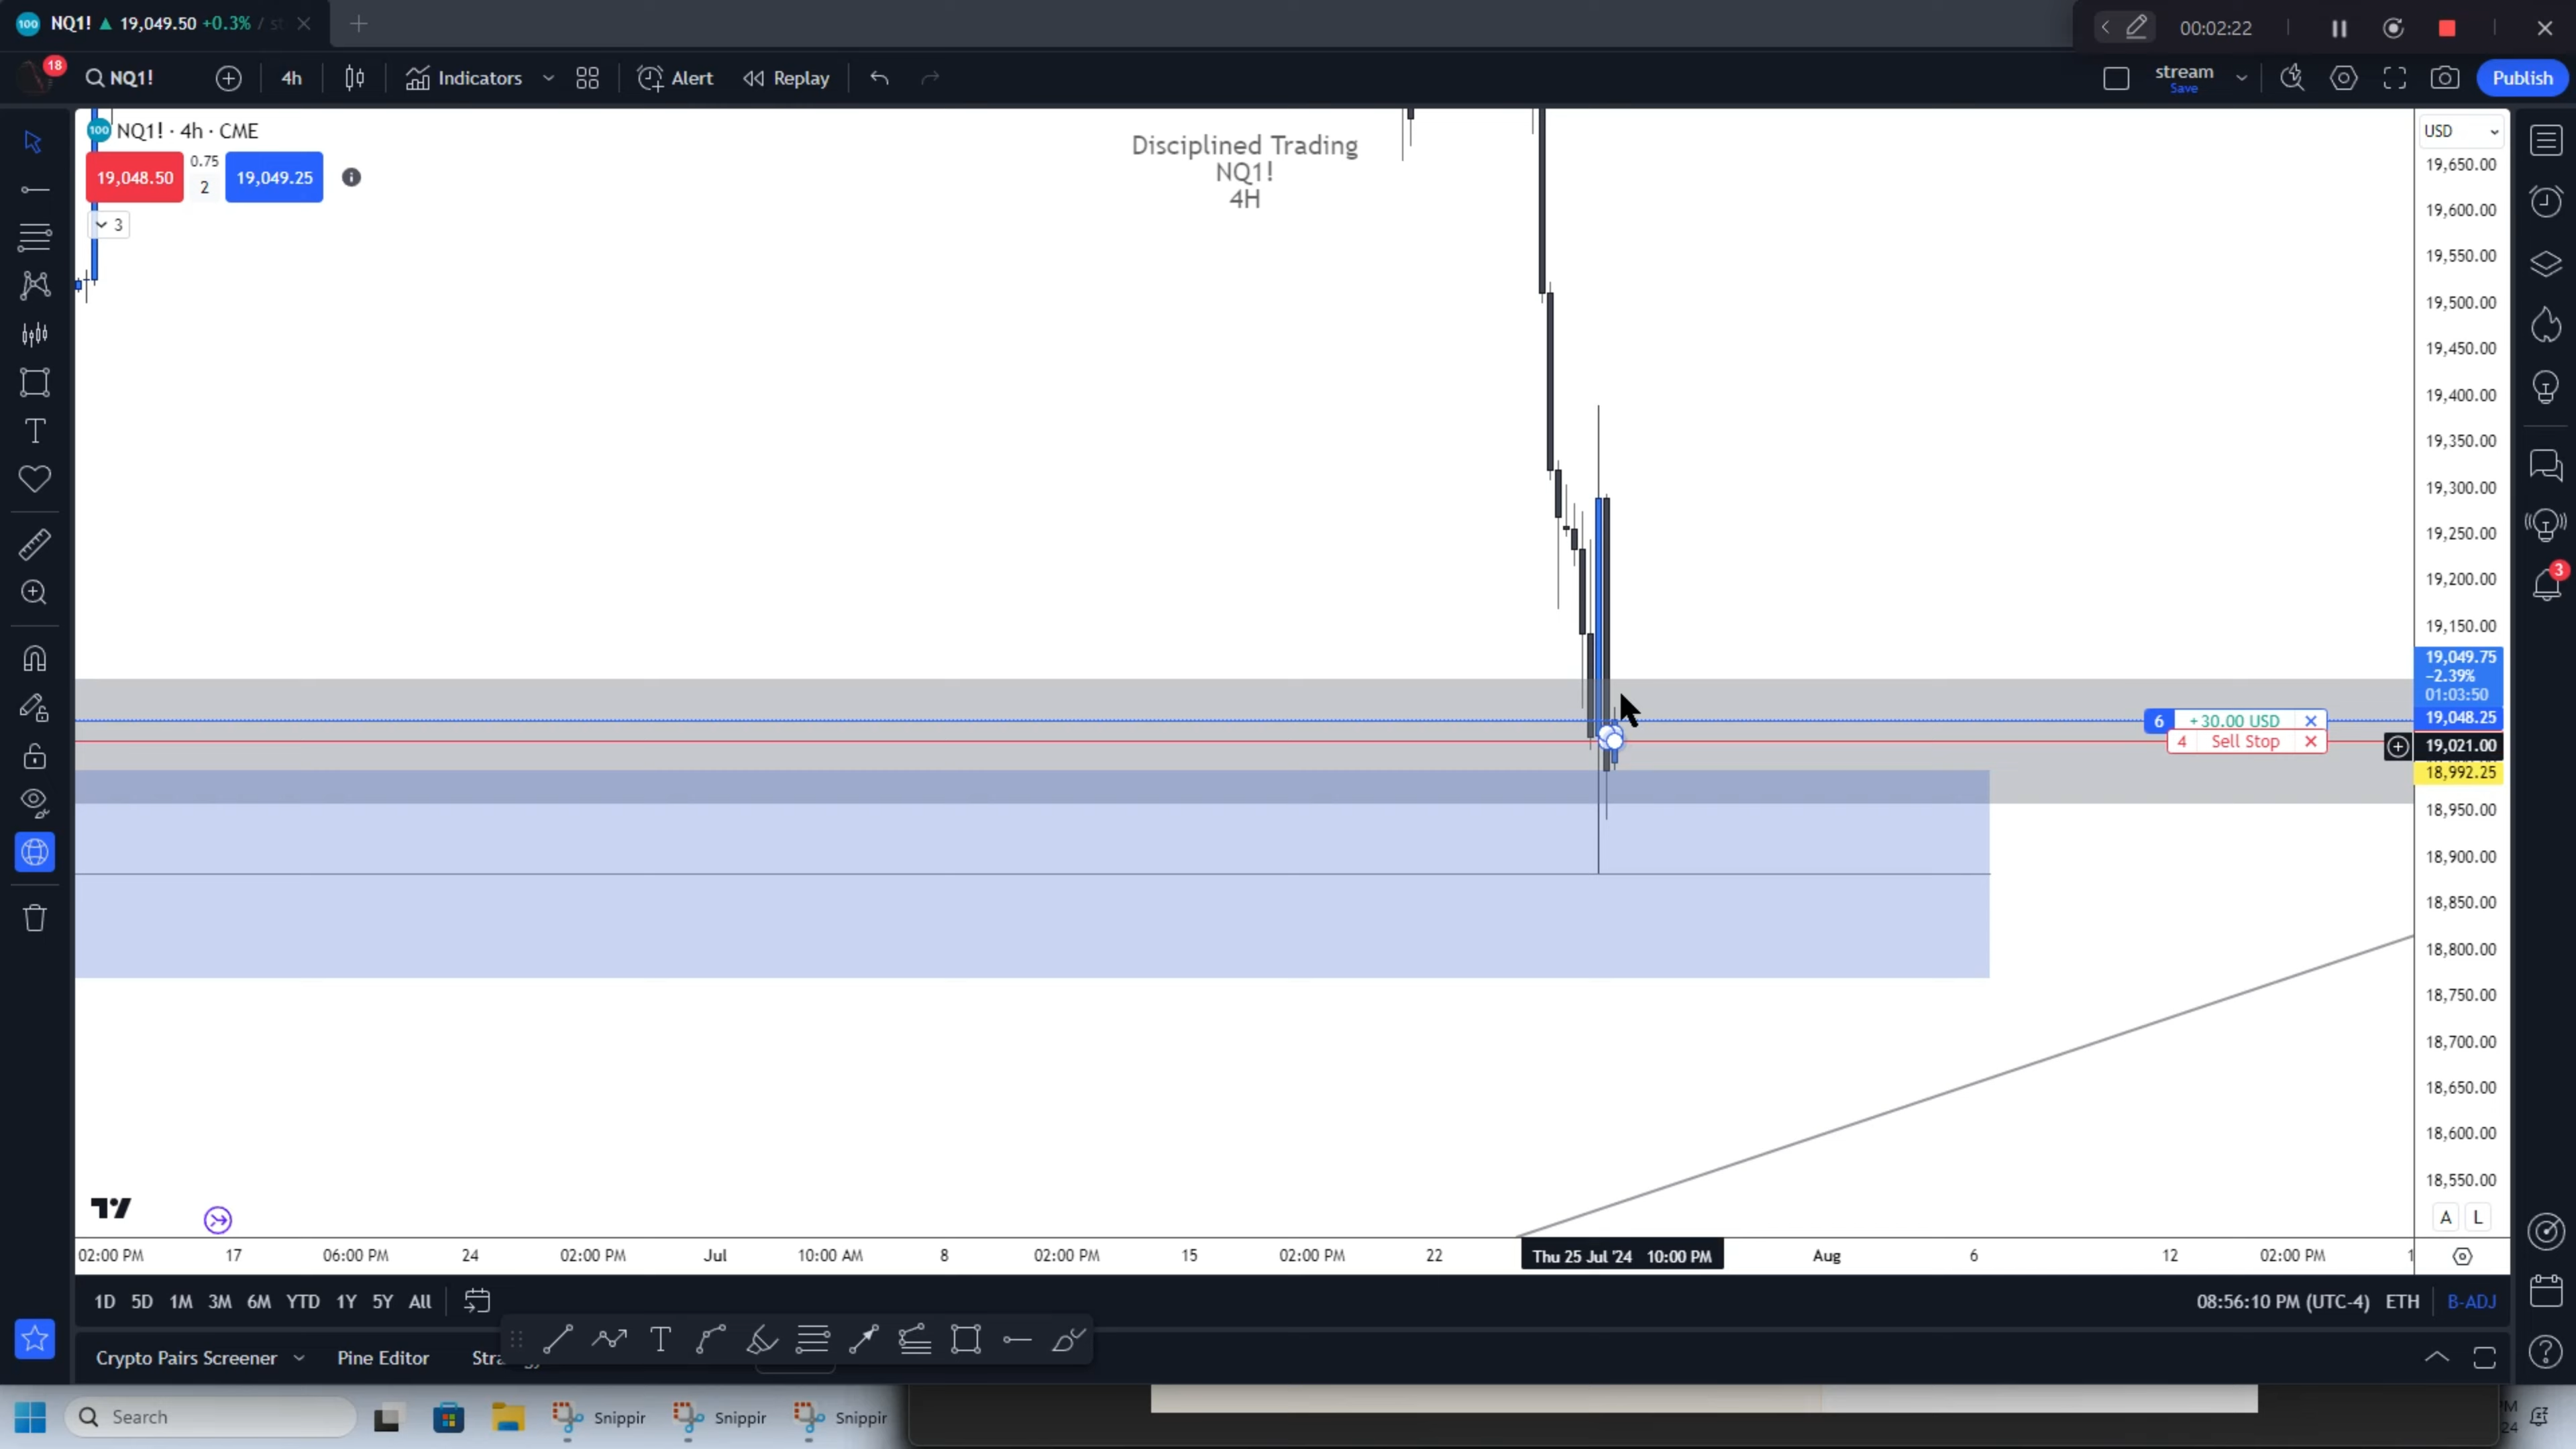 100 NQ1! ▲ 19,049.50 +0.3% / st
00:02:22
18
NQ1! 4h Indicators Alert Replay
stream
Save
Publish
100 NQ1! · 4h · CME
19,048.50 0.75 2 19,049.25
3
Disciplined Trading
NQ1!
4H
USD
19,650.00
19,600.00
19,550.00
19,500.00
19,450.00
19,400.00
19,350.00
19,300.00
19,250.00
19,200.00
19,150.00
19,049.75
−2.39%
01:03:50
6 +30.00 USD 19,048.25
4 Sell Stop 19,021.00
18,992.25
18,950.00
18,900.00
18,850.00
18,800.00
18,750.00
18,700.00
18,650.00
18,600.00
18,550.00
3
A L
02:00 PM 17 06:00 PM 24 02:00 PM Jul 10:00 AM 8 02:00 PM 15 02:00 PM 22 Thu 25 Jul '24 10:00 PM Aug 6 12 02:00 PM 1
1D 5D 1M 3M 6M YTD 1Y 5Y All
08:56:10 PM (UTC-4) ETH B-ADJ
Crypto Pairs Screener Pine Editor
Search Snippir Snippir Snippir